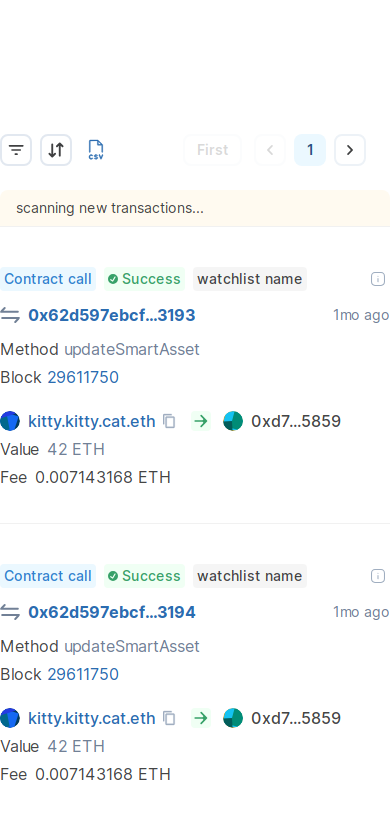 CSV
First
1
scanning new transactions...
Contract call Success watchlist name
0x62d597ebcf...3193 1mo ago
Method updateSmartAsset
Block 29611750
kitty.kitty.cat.eth 0xd7...5859
Value 42 ETH
Fee 0.007143168 ETH
Contract call Success watchlist name
0x62d597ebcf...3194 1mo ago
Method updateSmartAsset
Block 29611750
kitty.kitty.cat.eth 0xd7...5859
Value 42 ETH
Fee 0.007143168 ETH